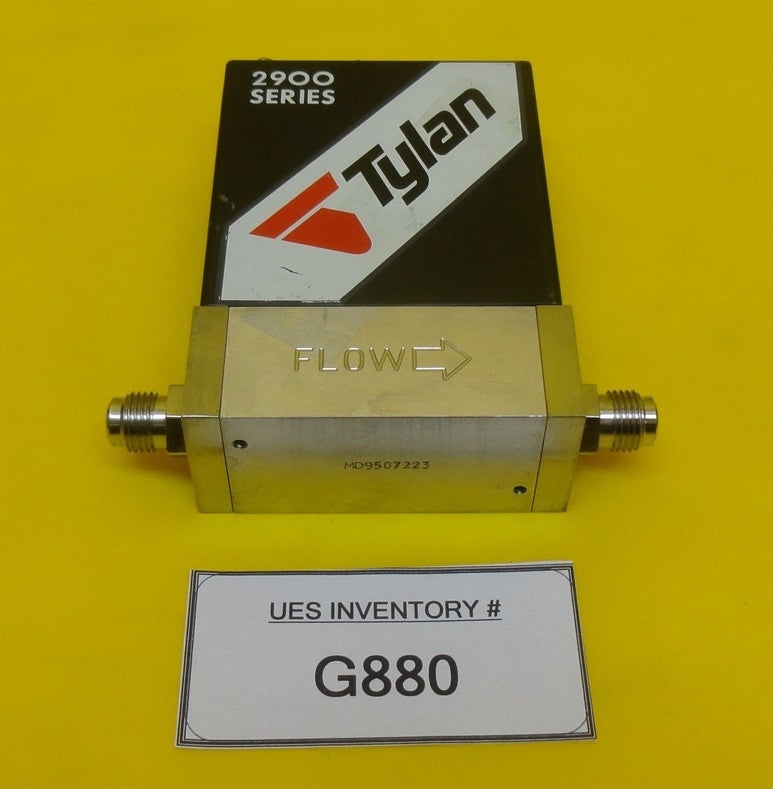 2900
SERIES
Tylan
FLOW
MD9507223
UES INVENTORY #
G880